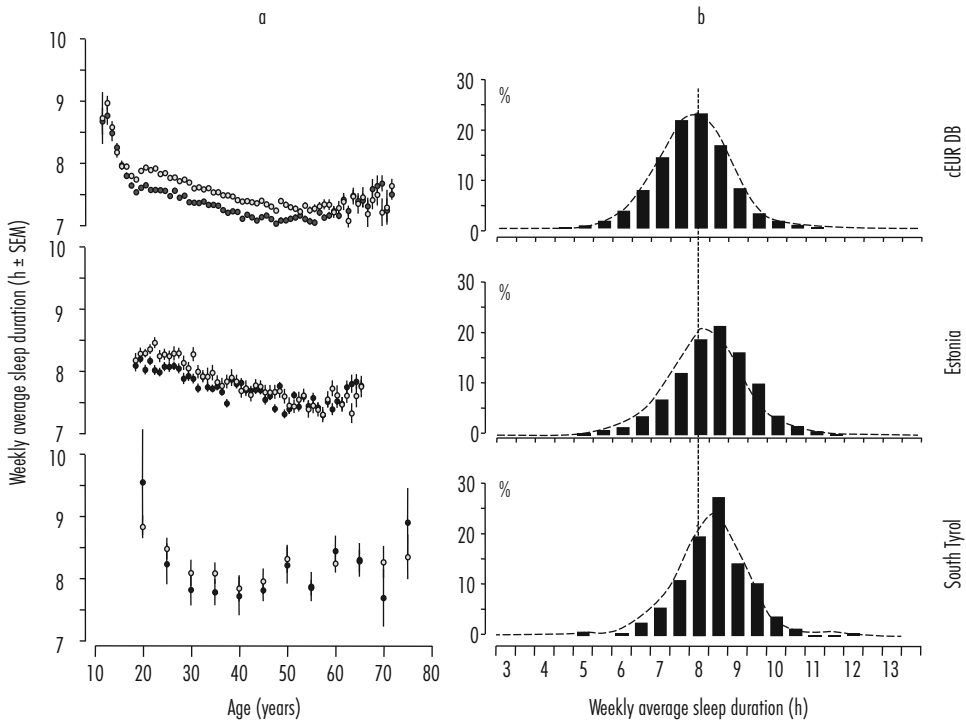 a
b
Weekly average sleep duration (h ± SEM)
10
9
8
7
10
9
8
7
10
9
8
7
10 20 30 40 50 60 70 80
Age (years)
%
30
20
10
0
cEUR DB
%
30
20
10
0
Estonia
%
30
20
10
0
South Tyrol
3 4 5 6 7 8 9 10 11 12 13
Weekly average sleep duration (h)